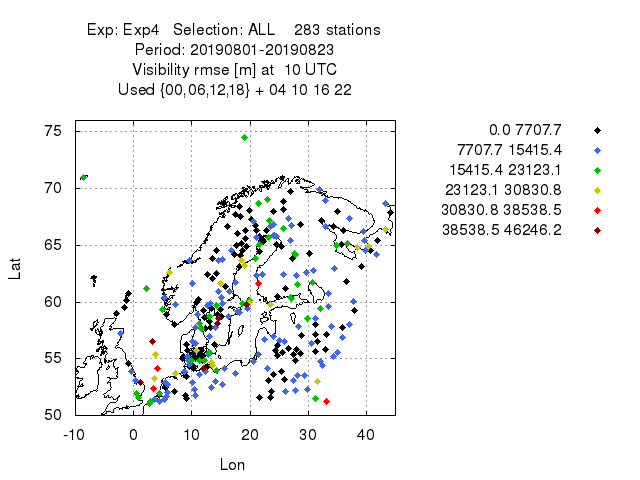 Exp: Exp4   Selection: ALL    283 stations
Period: 20190801-20190823
Visibility rmse [m] at  10 UTC
Used {00,06,12,18} + 04 10 16 22
0.0 7707.7
7707.7 15415.4
15415.4 23123.1
23123.1 30830.8
30830.8 38538.5
38538.5 46246.2
75
70
65
60
55
50
Lat
-10 0 10 20 30 40
Lon